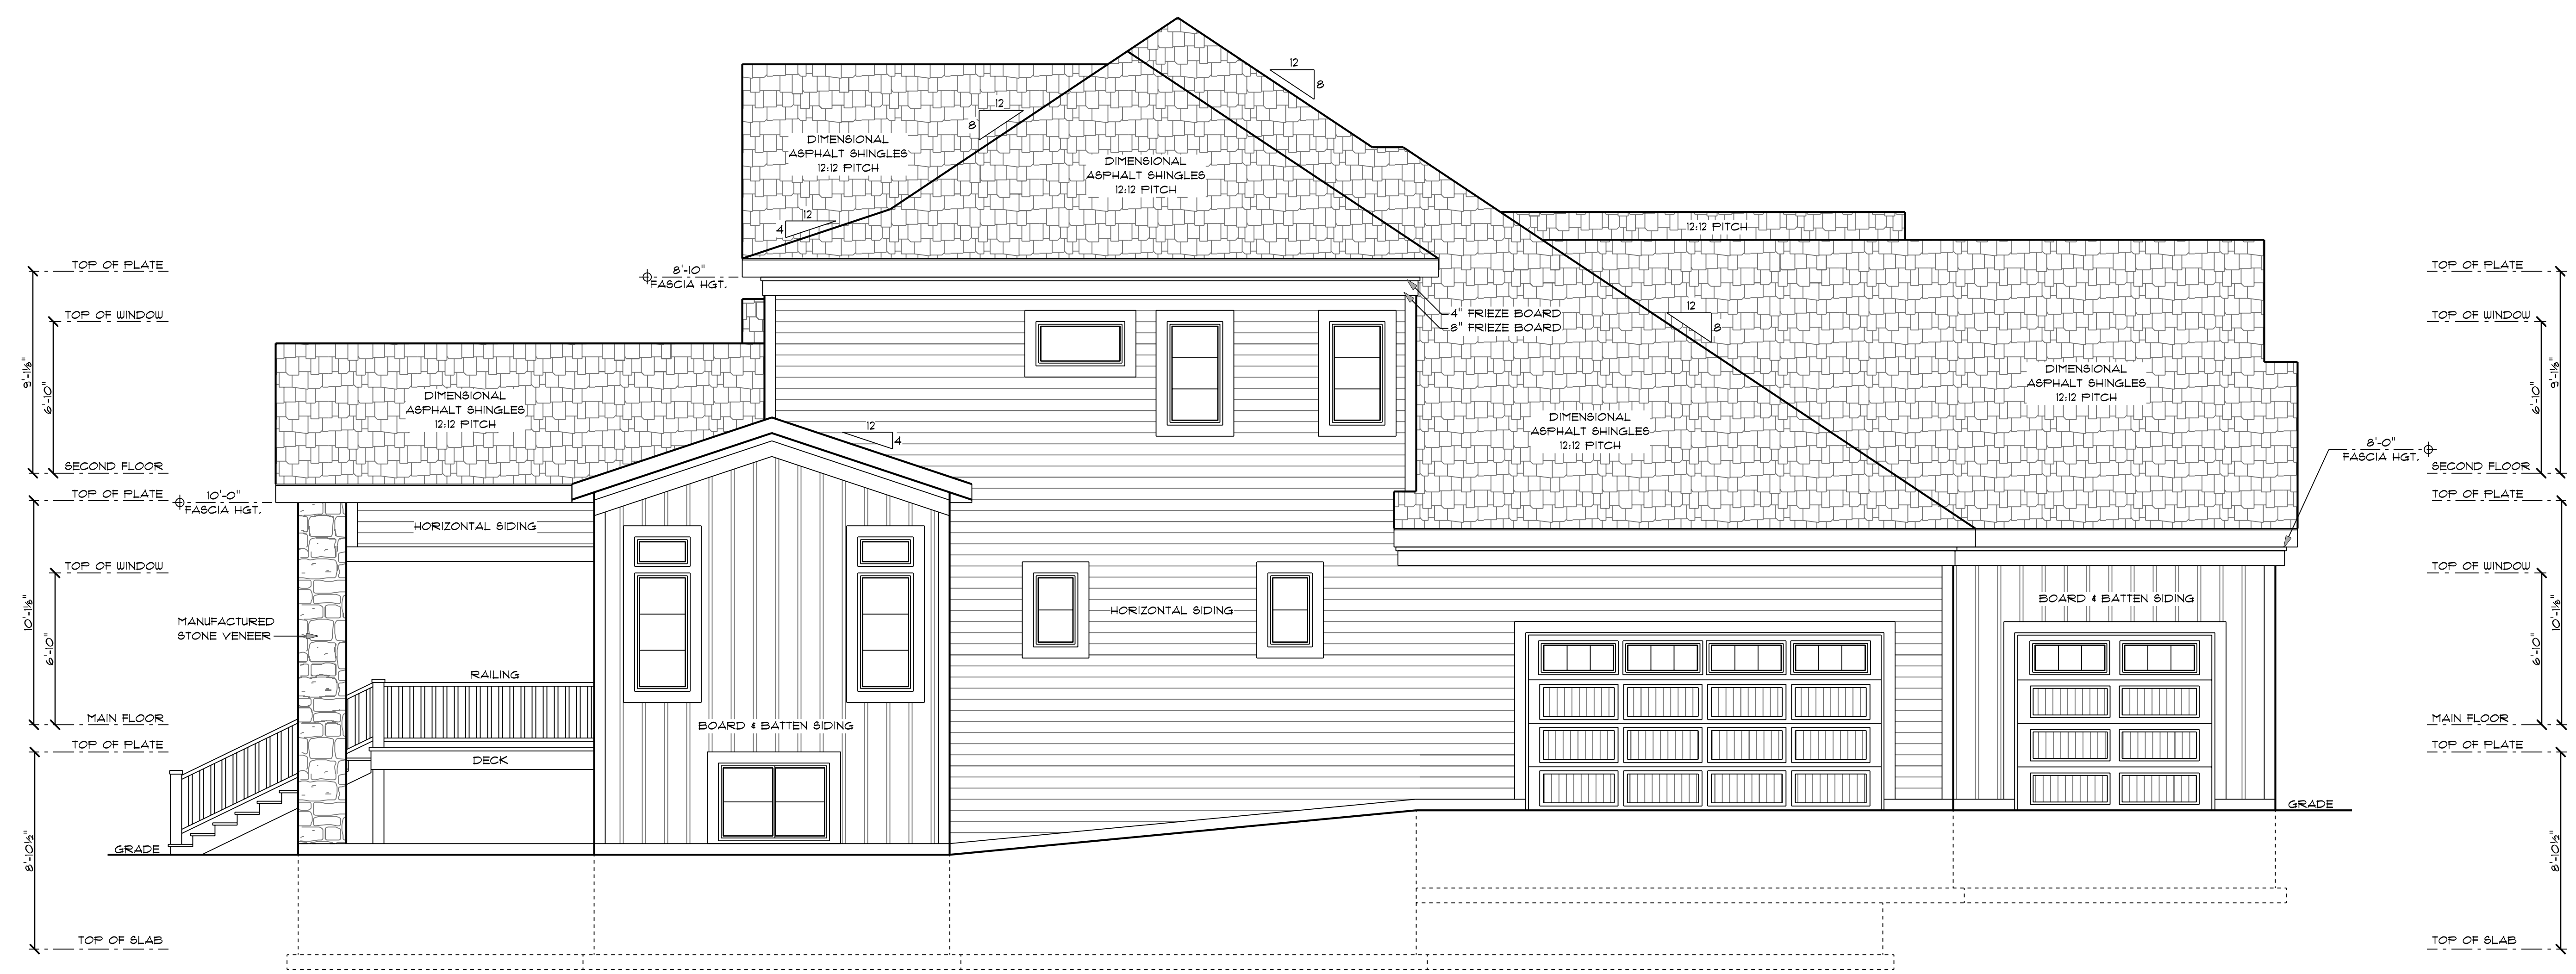 12
8
12
8
DIMENSIONAL
ASPHALT SHINGLES
12:12 PITCH
DIMENSIONAL
ASPHALT SHINGLES
12:12 PITCH
12
4
12:12 PITCH
TOP OF PLATE
8'-10"
FASCIA HGT.
TOP OF PLATE
TOP OF WINDOW
4" FRIEZE BOARD
8" FRIEZE BOARD
12
8
TOP OF WINDOW
9'-1⅛"
6'-10"
DIMENSIONAL
ASPHALT SHINGLES
12:12 PITCH
12
4
DIMENSIONAL
ASPHALT SHINGLES
12:12 PITCH
DIMENSIONAL
ASPHALT SHINGLES
12:12 PITCH
6'-10"
9'-1⅛"
8'-0"
FASCIA HGT.
SECOND FLOOR
SECOND FLOOR
TOP OF PLATE
10'-0"
FASCIA HGT.
TOP OF PLATE
HORIZONTAL SIDING
TOP OF WINDOW
TOP OF WINDOW
10'-1⅛"
6'-10"
MANUFACTURED
STONE VENEER
HORIZONTAL SIDING
BOARD & BATTEN SIDING
6'-10"
10'-1⅛"
RAILING
MAIN FLOOR
BOARD & BATTEN SIDING
MAIN FLOOR
TOP OF PLATE
TOP OF PLATE
DECK
GRADE
GRADE
8'-10½"
8'-10½"
TOP OF SLAB
TOP OF SLAB